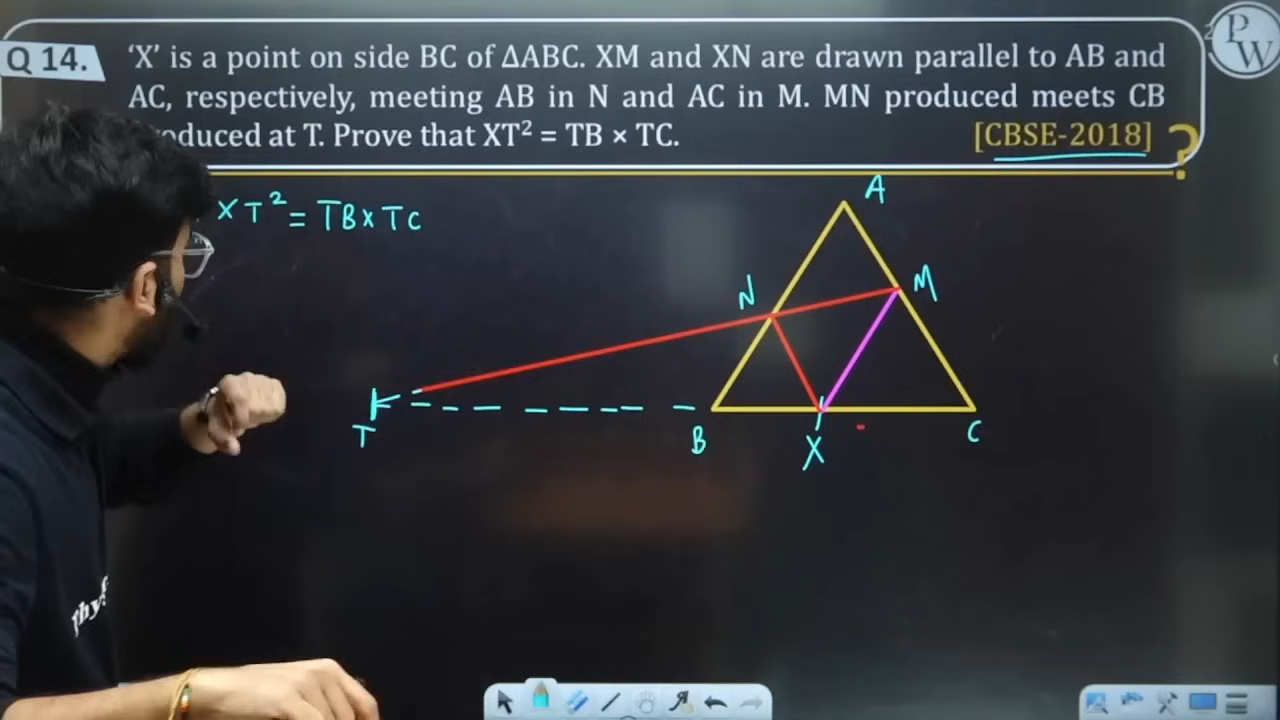 Q 14.
'X' is a point on side BC of ΔABC. XM and XN are drawn parallel to AB and
AC, respectively, meeting AB in N and AC in M. MN produced meets CB
oduced at T. Prove that XT² = TB × TC. [CBSE-2018]
?
P
W
XT² = TB × TC
A
N
M
T
B
X
C